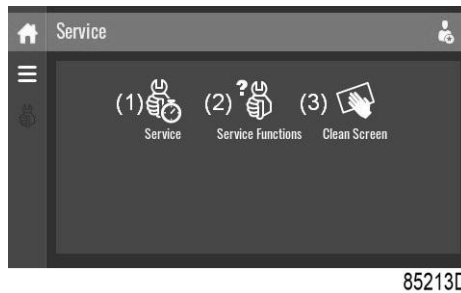 Service
(1) (2) ? (3)
Service Service Functions Clean Screen
85213D